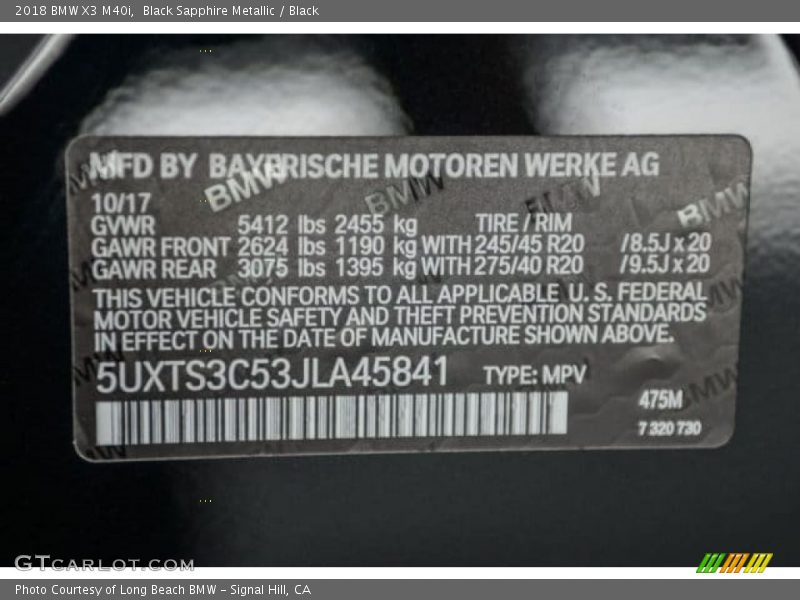 2018 BMW X3 M40i, Black Sapphire Metallic / Black
MFD BY BAYERISCHE MOTOREN WERKE AG
10/17
GVWR 5412 lbs 2455 kg TIRE / RIM
GAWR FRONT 2624 lbs 1190 kg WITH 245/45 R20 /8.5J x 20
GAWR REAR 3075 lbs 1395 kg WITH 275/40 R20 /9.5J x 20
THIS VEHICLE CONFORMS TO ALL APPLICABLE U. S. FEDERAL
MOTOR VEHICLE SAFETY AND THEFT PREVENTION STANDARDS
IN EFFECT ON THE DATE OF MANUFACTURE SHOWN ABOVE.
5UXTS3C53JLA45841 TYPE: MPV
475M
7 320 730
GTCARLOT.COM
Photo Courtesy of Long Beach BMW - Signal Hill, CA